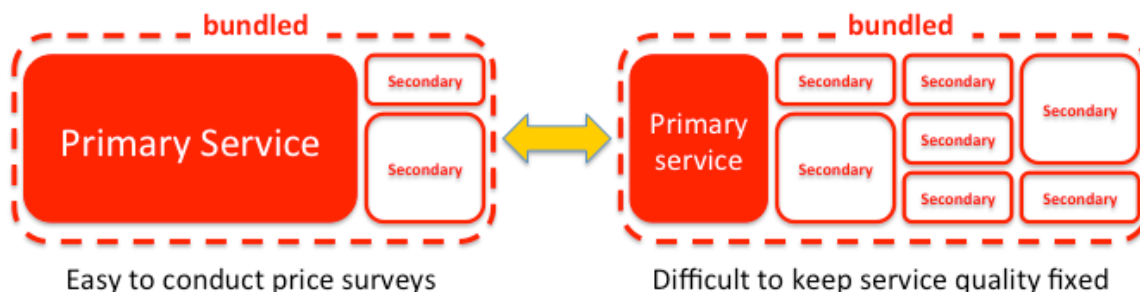 bundled
Primary Service
Secondary
Secondary
Easy to conduct price surveys
bundled
Primary
service
Secondary
Secondary
Secondary
Secondary
Secondary
Secondary
Secondary
Difficult to keep service quality fixed